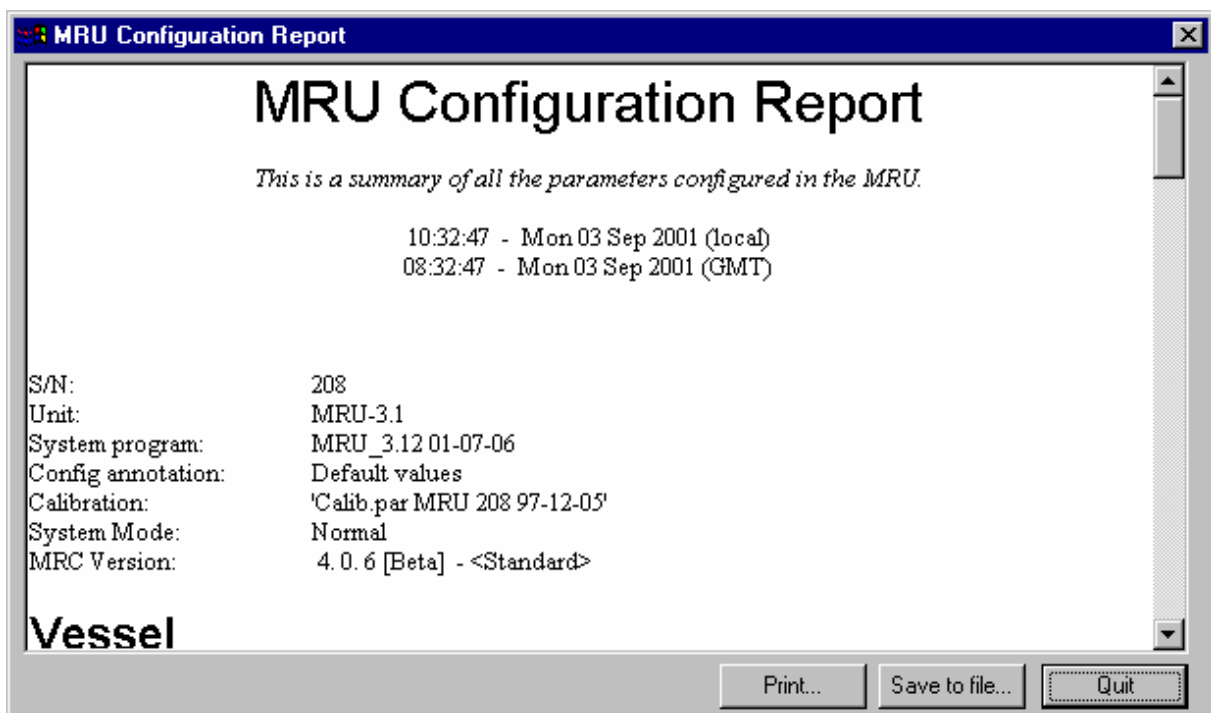 MRU Configuration Report
MRU Configuration Report
This is a summary of all the parameters configured in the MRU.
10:32:47 - Mon 03 Sep 2001 (local)
08:32:47 - Mon 03 Sep 2001 (GMT)
S/N: 208
Unit: MRU-3.1
System program: MRU_3.12 01-07-06
Config annotation: Default values
Calibration: 'Calib.par MRU 208 97-12-05'
System Mode: Normal
MRC Version: 4. 0. 6 [Beta] - <Standard>
Vessel
Print... Save to file... Quit